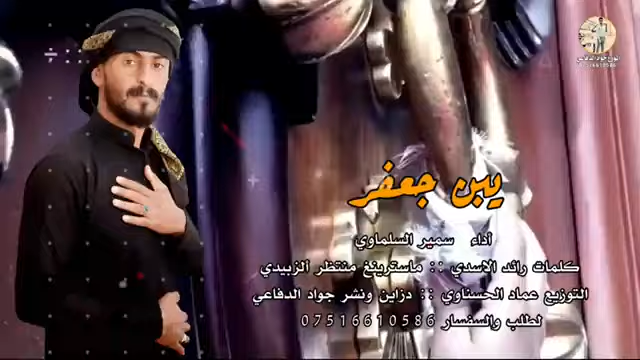 يبن جعفر
أداء سمير السلماوي
كلمات رائد الاسدي :: ماسترينغ منتظر الزبيدي
التوزيع عماد الحسناوي :: دزاين ونشر جواد الدفاعي
لطلب والسفسار 07516610586